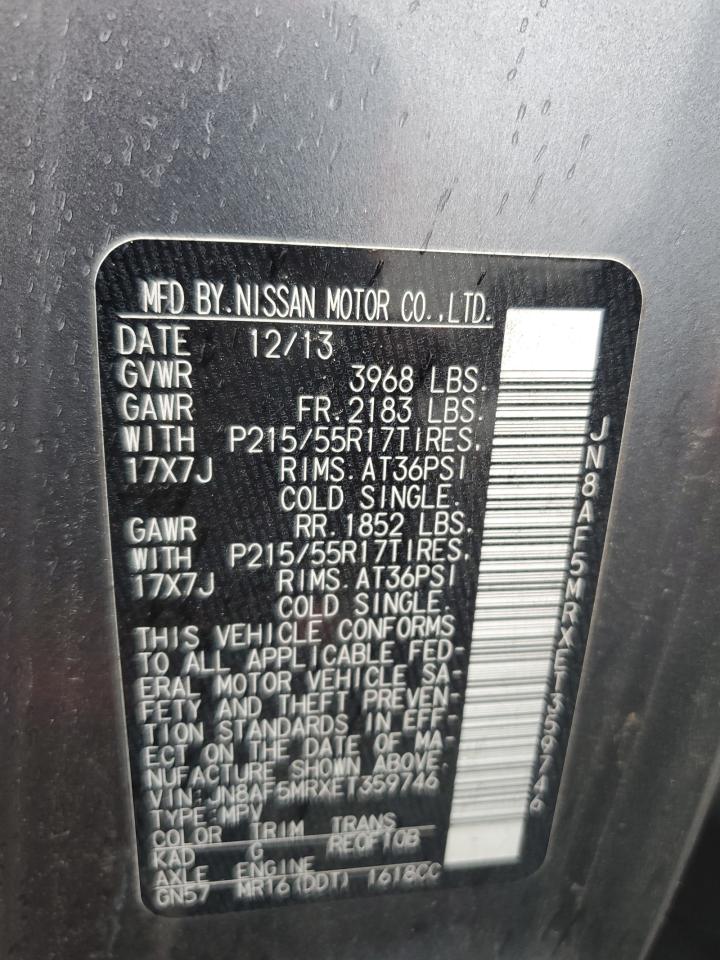 MFD BY.NISSAN MOTOR CO.,LTD.
DATE 12/13
GVWR 3968 LBS.
GAWR FR.2183 LBS.
WITH P215/55R17TIRES,
17X7J RIMS.AT36PSI
COLD SINGLE.
GAWR RR.1852 LBS.
WITH P215/55R17TIRES,
17X7J RIMS.AT36PSI
COLD SINGLE.
THIS VEHICLE CONFORMS
TO ALL APPLICABLE FED-
ERAL MOTOR VEHICLE SA-
FETY AND THEFT PREVEN-
TION STANDARDS IN EFF-
ECT ON THE DATE OF MA-
NUFACTURE SHOWN ABOVE.
VIN:JN8AF5MRXET359746
TYPE:MPV
COLOR TRIM TRANS
KAD G RE0F10B
AXLE ENGINE
GN57 MR16(DDT) 1618CC
JN8AF5MRXET359746